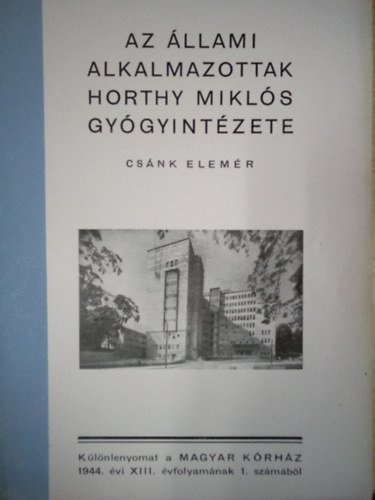 AZ ÁLLAMI
ALKALMAZOTTAK
HORTHY MIKLÓS
GYÓGYINTÉZETE
CSÁNK ELEMÉR
Különlenyomat a MAGYAR KÓRHÁZ
1944. évi XIII. évfolyamának 1. számából